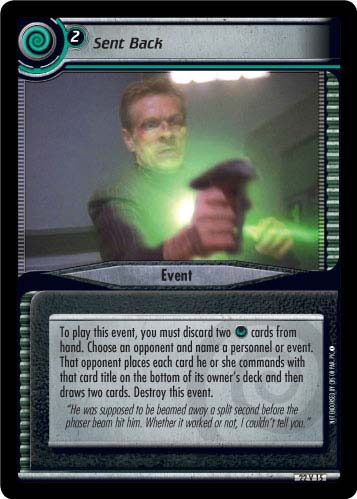 2 Sent Back
Event
To play this event, you must discard two cards from
hand. Choose an opponent and name a personnel or event.
That opponent places each card he or she commands
with that card title on the bottom of its owner's deck and then
draws two cards. Destroy this event.
"He was supposed to be beamed away a split second before the
phaser beam hit him. Whether it worked or not, I couldn't tell you."
22 V 15